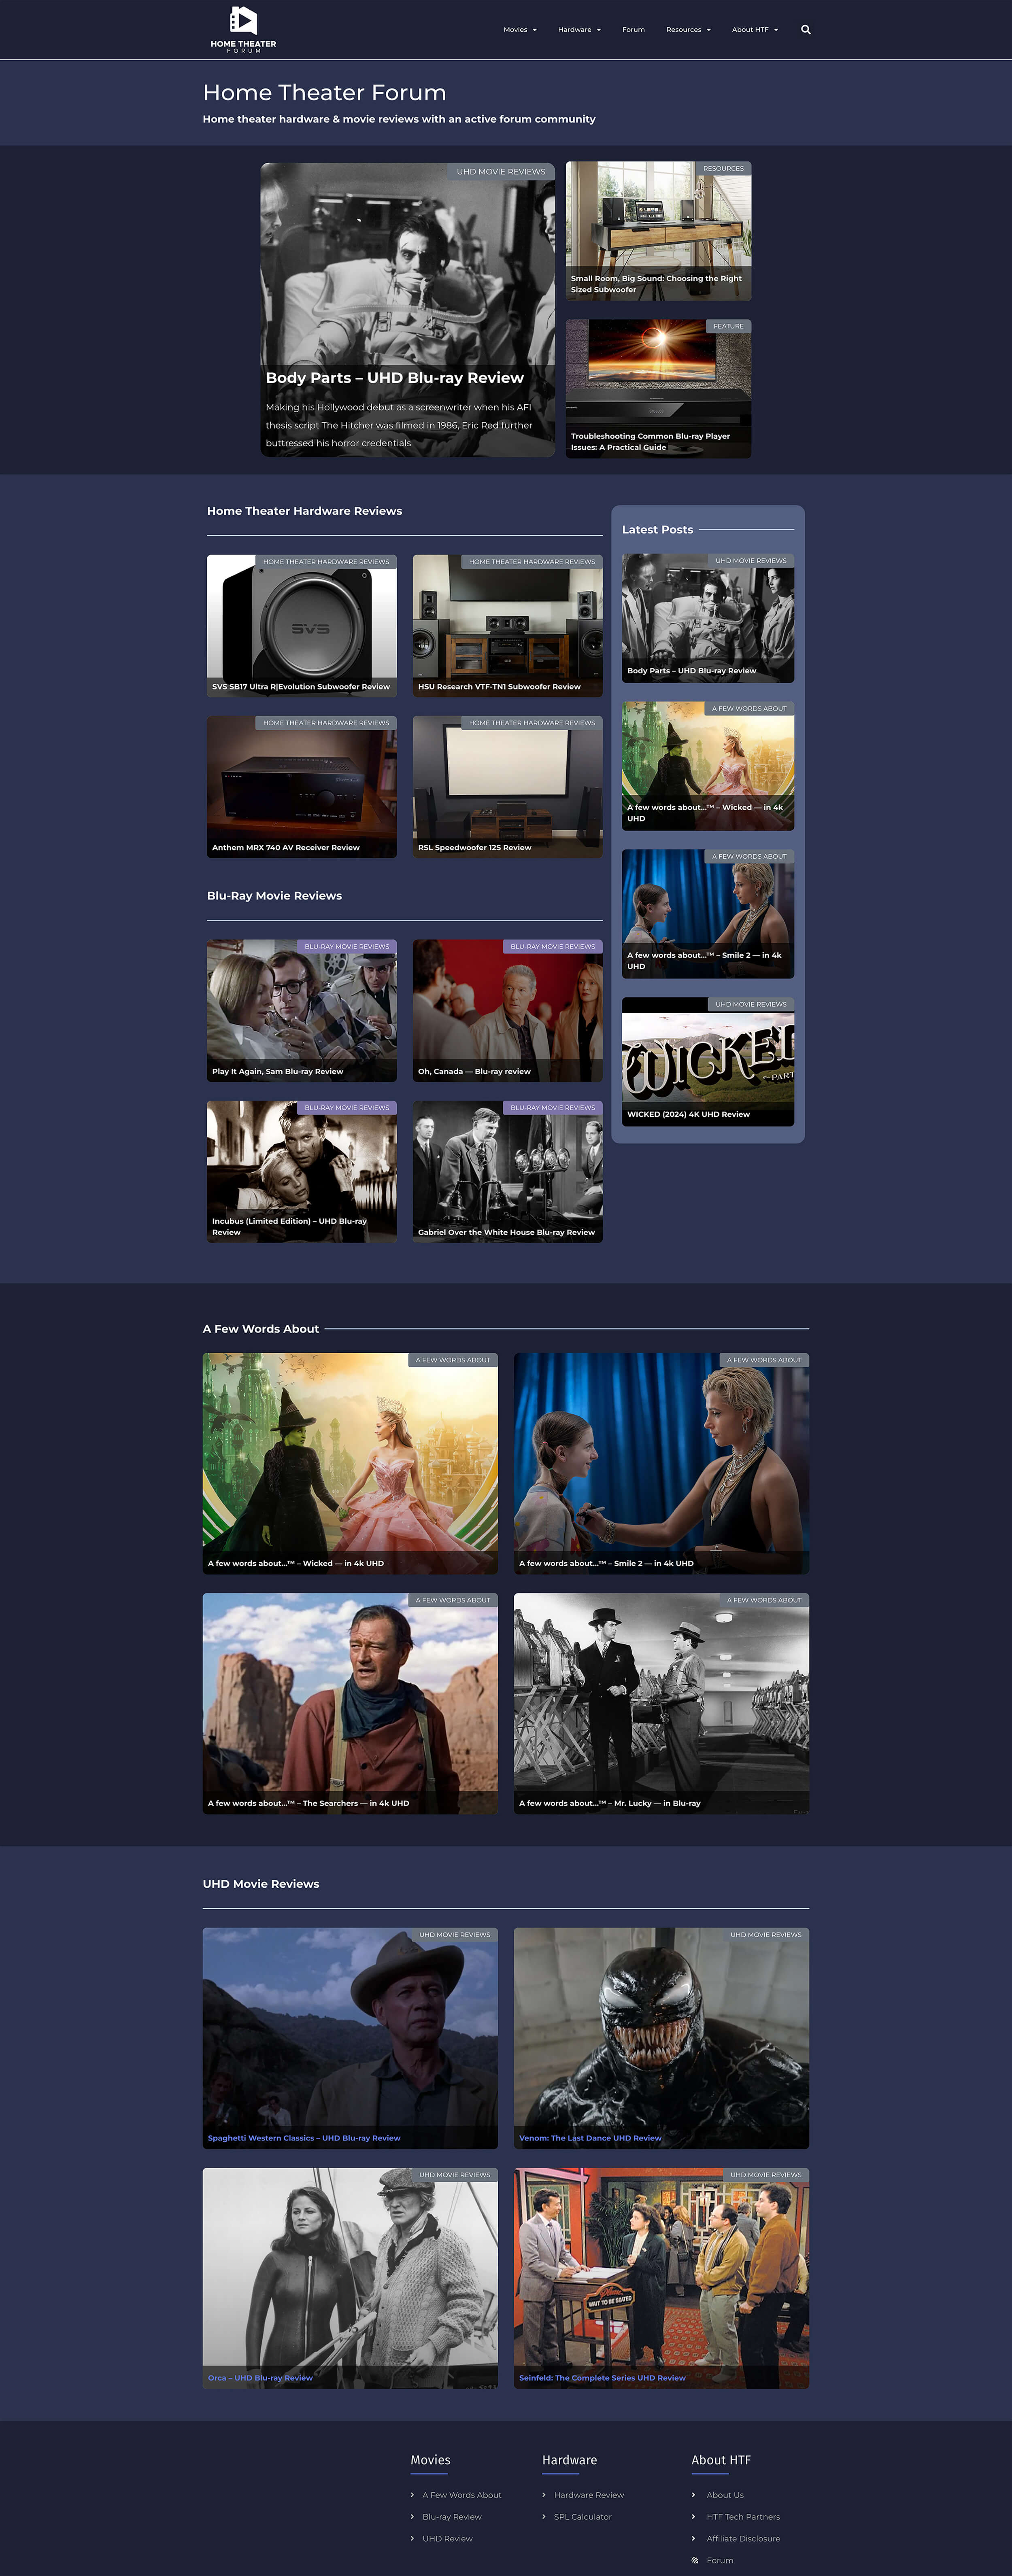 HOME THEATER
FORUM
Movies
Hardware
Forum
Resources
About HTF
Home Theater Forum
Home theater hardware & movie reviews with an active forum community
UHD MOVIE REVIEWS
Body Parts – UHD Blu-ray Review
Making his Hollywood debut as a screenwriter when his AFI
thesis script The Hitcher was filmed in 1986, Eric Red further
buttressed his horror credentials
RESOURCES
Small Room, Big Sound: Choosing the Right
Sized Subwoofer
FEATURE
Troubleshooting Common Blu-ray Player
Issues: A Practical Guide
Home Theater Hardware Reviews
HOME THEATER HARDWARE REVIEWS
SVS
SVS SB17 Ultra R|Evolution Subwoofer Review
HOME THEATER HARDWARE REVIEWS
HSU Research VTF-TN1 Subwoofer Review
HOME THEATER HARDWARE REVIEWS
Anthem MRX 740 AV Receiver Review
HOME THEATER HARDWARE REVIEWS
RSL Speedwoofer 12S Review
Blu-Ray Movie Reviews
BLU-RAY MOVIE REVIEWS
Play It Again, Sam Blu-ray Review
BLU-RAY MOVIE REVIEWS
Oh, Canada — Blu-ray review
BLU-RAY MOVIE REVIEWS
Incubus (Limited Edition) – UHD Blu-ray
Review
BLU-RAY MOVIE REVIEWS
Gabriel Over the White House Blu-ray Review
Latest Posts
UHD MOVIE REVIEWS
Body Parts – UHD Blu-ray Review
A FEW WORDS ABOUT
A few words about…™ – Wicked — in 4k
UHD
A FEW WORDS ABOUT
A few words about…™ – Smile 2 — in 4k
UHD
UHD MOVIE REVIEWS
WICKED
PART
WICKED (2024) 4K UHD Review
A Few Words About
A FEW WORDS ABOUT
A few words about…™ – Wicked — in 4k UHD
A FEW WORDS ABOUT
A few words about…™ – Smile 2 — in 4k UHD
A FEW WORDS ABOUT
A few words about…™ – The Searchers — in 4k UHD
A FEW WORDS ABOUT
A few words about…™ – Mr. Lucky — in Blu-ray
UHD Movie Reviews
UHD MOVIE REVIEWS
Spaghetti Western Classics – UHD Blu-ray Review
UHD MOVIE REVIEWS
Venom: The Last Dance UHD Review
UHD MOVIE REVIEWS
Orca – UHD Blu-ray Review
UHD MOVIE REVIEWS
WAIT TO BE SEATED
Seinfeld: The Complete Series UHD Review
Movies
A Few Words About
Blu-ray Review
UHD Review
Hardware
Hardware Review
SPL Calculator
About HTF
About Us
HTF Tech Partners
Affiliate Disclosure
Forum